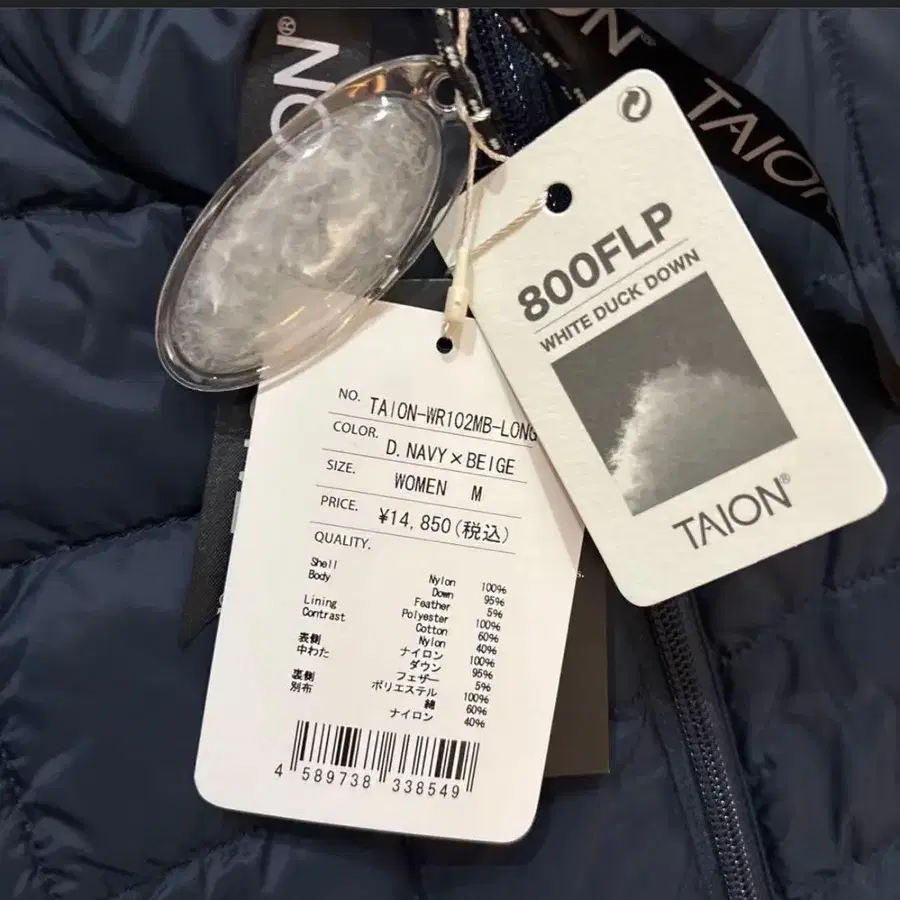 ON®
TAION®
TAION
800FLP
WHITE DUCK DOWN
TAION®
NO. TAION-WR102MB-LONG
COLOR. D. NAVY×BEIGE
SIZE. WOMEN M
PRICE. ¥14,850(税込)
QUALITY.
Shell Nylon 100%
Body Down 95%
Feather 5%
Lining Polyester 100%
Contrast Cotton 60%
Nylon 40%
表側 ナイロン 100%
中わた ダウン 95%
フェザー 5%
裏側 ポリエステル 100%
別布 綿 60%
ナイロン 40%
4 589738 338549